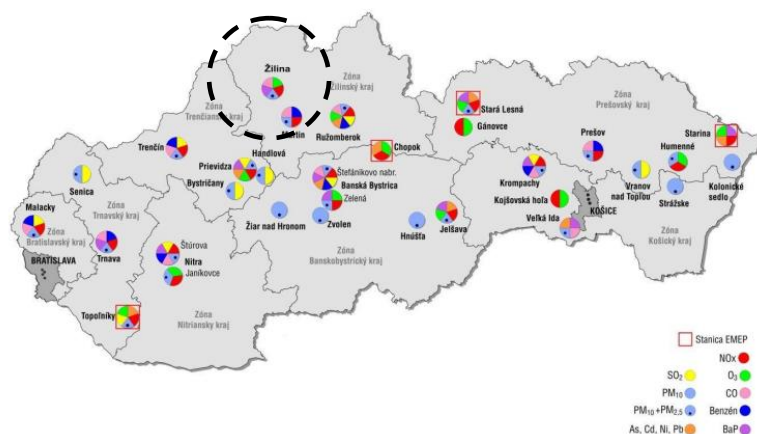 Žilina
Zóna
Žilinský kraj
Zóna
Trenčiansky kraj
Zóna
Prešovský kraj
Stará Lesná
Gánovce
Martin
Ružomberok
Trenčín
Handlová
Prievidza
Bystričany
Chopok
Prešov
Humenné
Starina
Štefánikovo nabr.
Banská Bystrica
Zelená
Krompachy
Kojšovská hoľa
KOŠICE
Veľká Ida
Vranov
nad Topľou
Strážske
Kolonické
sedlo
Senica
Malacky
Zóna
Trnavský kraj
Zóna
Bratislavský kraj
BRATISLAVA
Trnava
Štúrova
Nitra
Janíkovce
Žiar nad Hronom
Zvolen
Hnúšťa
Jelšava
Zóna
Banskobystrický kraj
Zóna
Košický kraj
Zóna
Nitriansky kraj
Topoľníky
Stanica EMEP
NOx
SO2
O3
PM10
CO
PM10 +PM2,5
Benzén
As, Cd, Ni, Pb
BaP